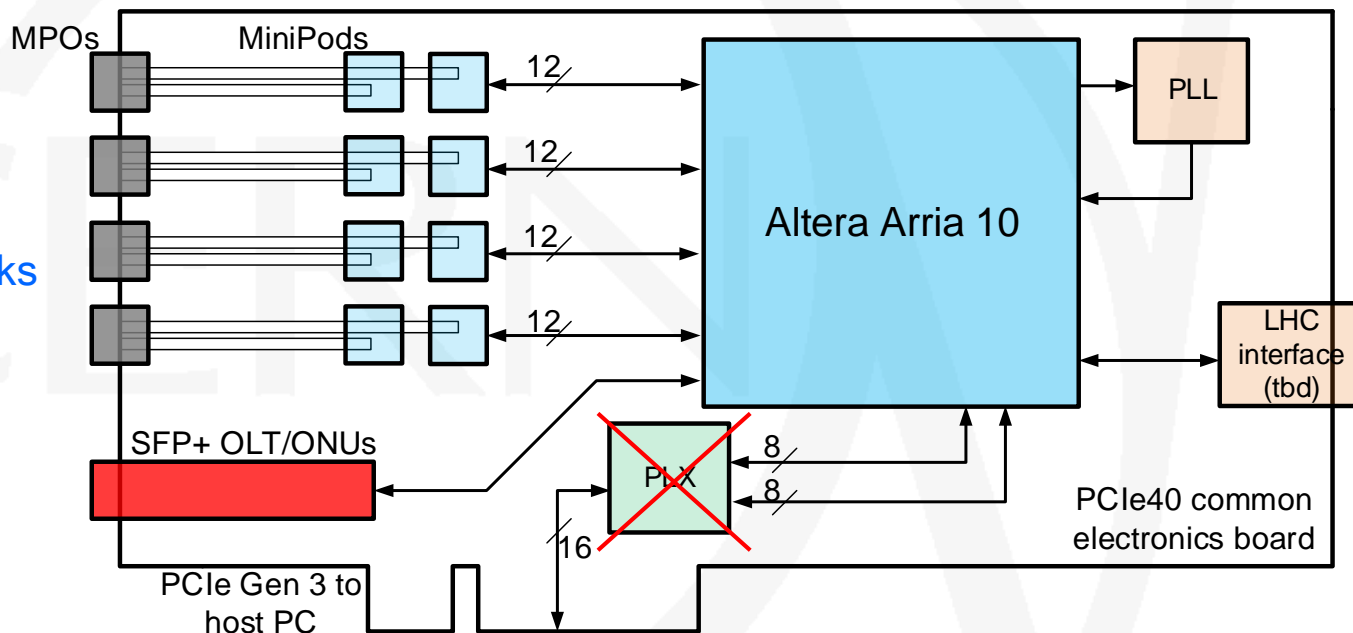 MPOs
MiniPods
12
12
12
12
Altera Arria 10
PLL
LHC
interface
(tbd)
SFP+ OLT/ONUs
PLX
8
8
16
PCIe40 common
electronics board
PCIe Gen 3 to
host PC
CERN